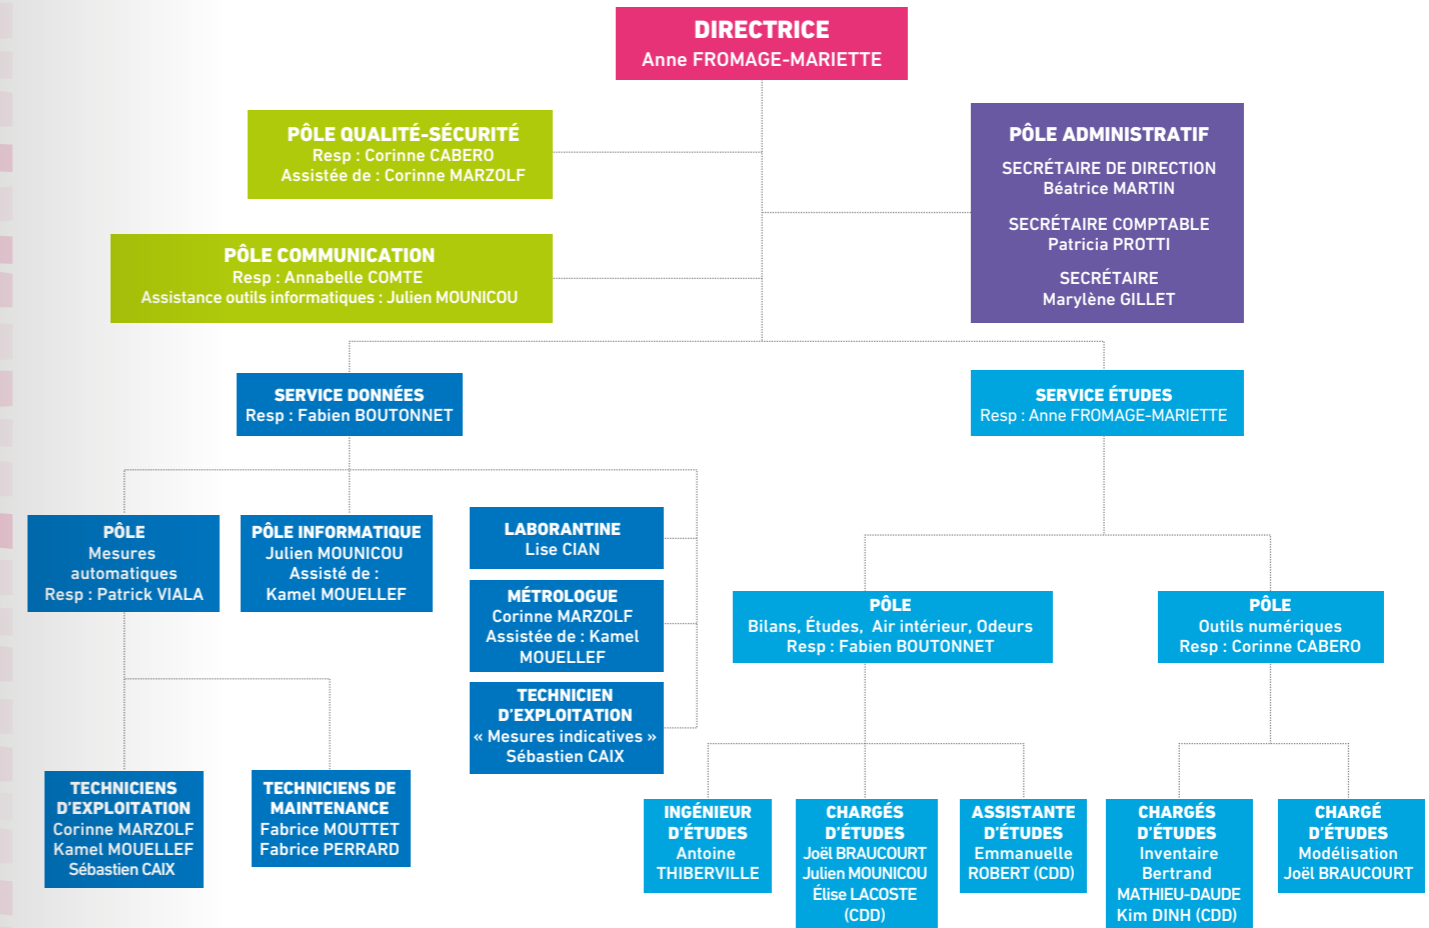 DIRECTRICE
Anne FROMAGE-MARIETTE
PÔLE QUALITÉ-SÉCURITÉ
Resp : Corinne CABERO
Assistée de : Corinne MARZOLF
PÔLE ADMINISTRATIF
SECRÉTAIRE DE DIRECTION
Béatrice MARTIN
SECRÉTAIRE COMPTABLE
Patricia PROTTI
SECRÉTAIRE
Marylène GILLET
PÔLE COMMUNICATION
Resp : Annabelle COMTE
Assistance outils informatiques : Julien MOUNICOU
SERVICE DONNÉES
Resp : Fabien BOUTONNET
SERVICE ÉTUDES
Resp : Anne FROMAGE-MARIETTE
PÔLE
Mesures
automatiques
Resp : Patrick VIALA
PÔLE INFORMATIQUE
Julien MOUNICOU
Assisté de :
Kamel MOUELLEF
LABORANTINE
Lise CIAN
MÉTROLOGUE
Corinne MARZOLF
Assistée de : Kamel
MOUELLEF
TECHNICIEN
D'EXPLOITATION
« Mesures indicatives »
Sébastien CAIX
PÔLE
Bilans, Études, Air intérieur, Odeurs
Resp : Fabien BOUTONNET
PÔLE
Outils numériques
Resp : Corinne CABERO
TECHNICIENS
D'EXPLOITATION
Corinne MARZOLF
Kamel MOUELLEF
Sébastien CAIX
TECHNICIENS DE
MAINTENANCE
Fabrice MOUTTET
Fabrice PERRARD
INGÉNIEUR
D'ÉTUDES
Antoine
THIBERVILLE
CHARGÉS
D'ÉTUDES
Joël BRAUCOURT
Julien MOUNICOU
Élise LACOSTE
(CDD)
ASSISTANTE
D'ÉTUDES
Emmanuelle
ROBERT (CDD)
CHARGÉS
D'ÉTUDES
Inventaire
Bertrand
MATHIEU-DAUDE
Kim DINH (CDD)
CHARGÉ
D'ÉTUDES
Modélisation
Joël BRAUCOURT